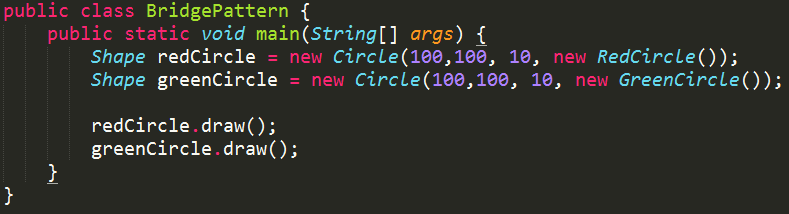 public class BridgePattern {
public static void main(String[] args) {
Shape redCircle = new Circle(100,100, 10, new RedCircle());
Shape greenCircle = new Circle(100,100, 10, new GreenCircle());
redCircle.draw();
greenCircle.draw();
}
}